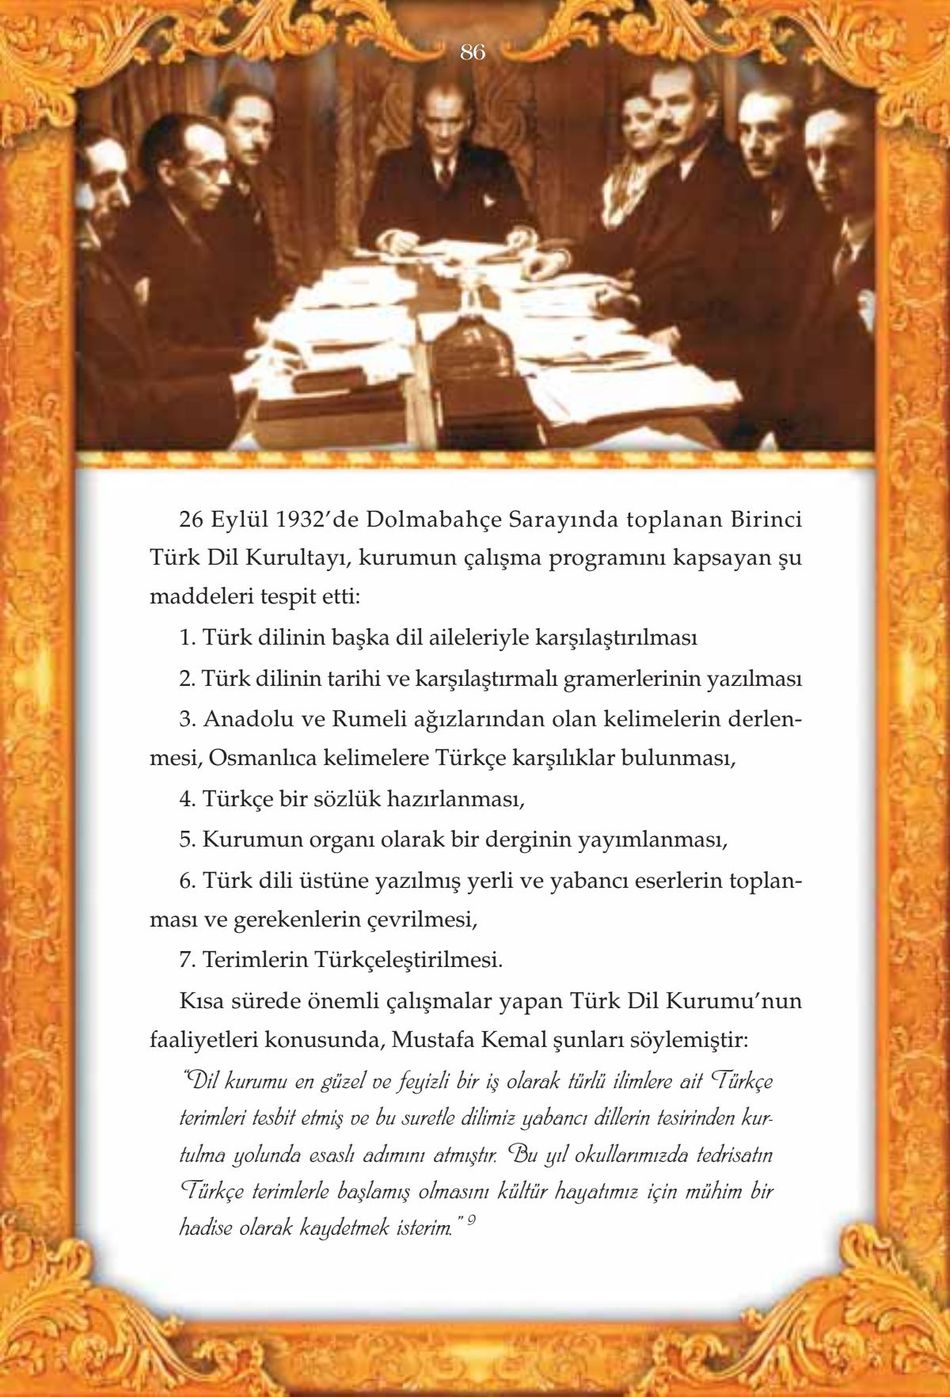 86
26 Eylül 1932’de Dolmabahçe Sarayında toplanan Birinci
Türk Dil Kurultayı, kurumun çalışma programını kapsayan şu
maddeleri tespit etti:
1. Türk dilinin başka dil aileleriyle karşılaştırılması
2. Türk dilinin tarihi ve karşılaştırmalı gramerlerinin yazılması
3. Anadolu ve Rumeli ağızlarından olan kelimelerin derlen-
mesi, Osmanlıca kelimelere Türkçe karşılıklar bulunması,
4. Türkçe bir sözlük hazırlanması,
5. Kurumun organı olarak bir derginin yayımlanması,
6. Türk dili üstüne yazılmış yerli ve yabancı eserlerin toplan-
ması ve gerekenlerin çevrilmesi,
7. Terimlerin Türkçeleştirilmesi.
Kısa sürede önemli çalışmalar yapan Türk Dil Kurumu’nun
faaliyetleri konusunda, Mustafa Kemal şunları söylemiştir:
“Dil kurumu en güzel ve feyizli bir iş olarak türlü ilimlere ait Türkçe
terimleri tesbit etmiş ve bu suretle dilimiz yabancı dillerin tesirinden kur-
tulma yolunda esaslı adımını atmıştır. Bu yıl okullarımızda tedrisatın
Türkçe terimlerle başlamış olmasını kültür hayatımız için mühim bir
hadise olarak kaydetmek isterim.” 9